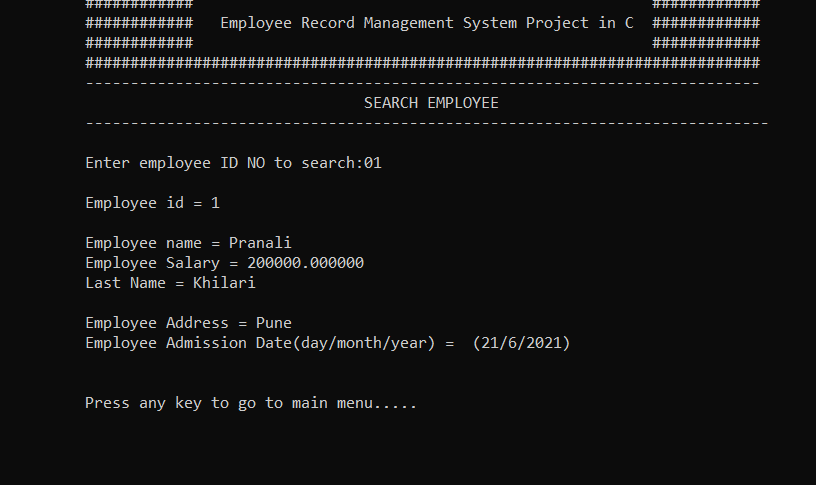 ############ ############
############ Employee Record Management System Project in C ############
############ ############
###########################################################################
---------------------------------------------------------------------------
SEARCH EMPLOYEE
----------------------------------------------------------------------------
Enter employee ID NO to search:01
Employee id = 1
Employee name = Pranali
Employee Salary = 200000.000000
Last Name = Khilari
Employee Address = Pune
Employee Admission Date(day/month/year) =  (21/6/2021)
Press any key to go to main menu.....